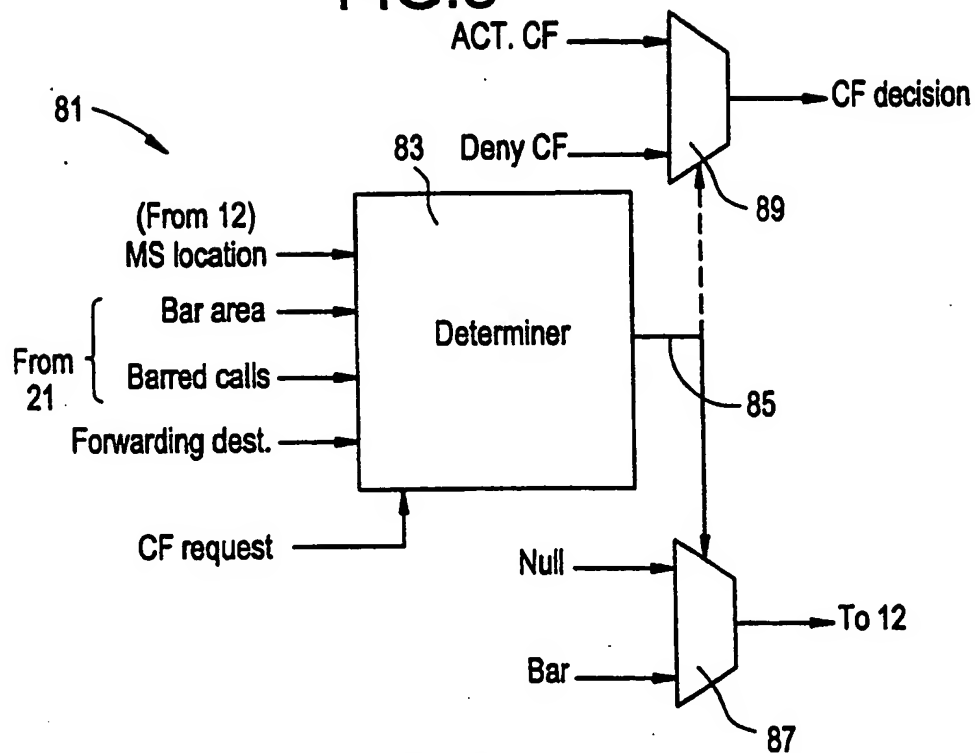 ACT. CF
CF decision
81
83
Deny CF
89
(From 12)
MS location
Bar area
Determiner
From
21
Barred calls
85
Forwarding dest.
CF request
Null
To 12
Bar
87